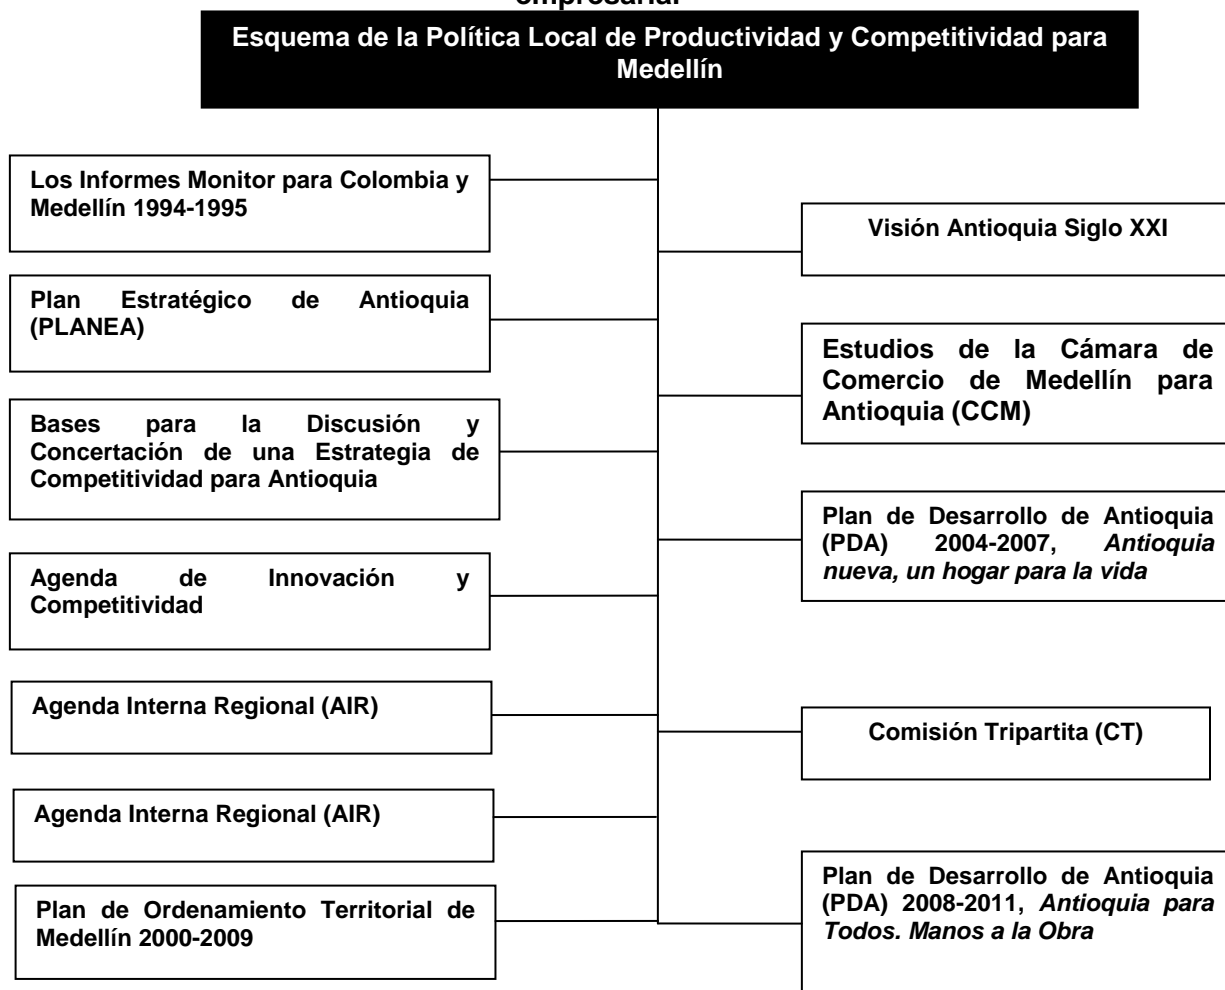 empresarial
Esquema de la Política Local de Productividad y Competitividad para
Medellín
Los Informes Monitor para Colombia y
Medellín 1994-1995
Visión Antioquia Siglo XXI
Plan Estratégico de Antioquia
(PLANEA)
Estudios de la Cámara de
Comercio de Medellín para
Antioquia (CCM)
Bases para la Discusión y
Concertación de una Estrategia de
Competitividad para Antioquia
Plan de Desarrollo de Antioquia
(PDA) 2004-2007, Antioquia
nueva, un hogar para la vida
Agenda de Innovación y
Competitividad
Agenda Interna Regional (AIR)
Comisión Tripartita (CT)
Agenda Interna Regional (AIR)
Plan de Desarrollo de Antioquia
(PDA) 2008-2011, Antioquia para
Todos. Manos a la Obra
Plan de Ordenamiento Territorial de
Medellín 2000-2009